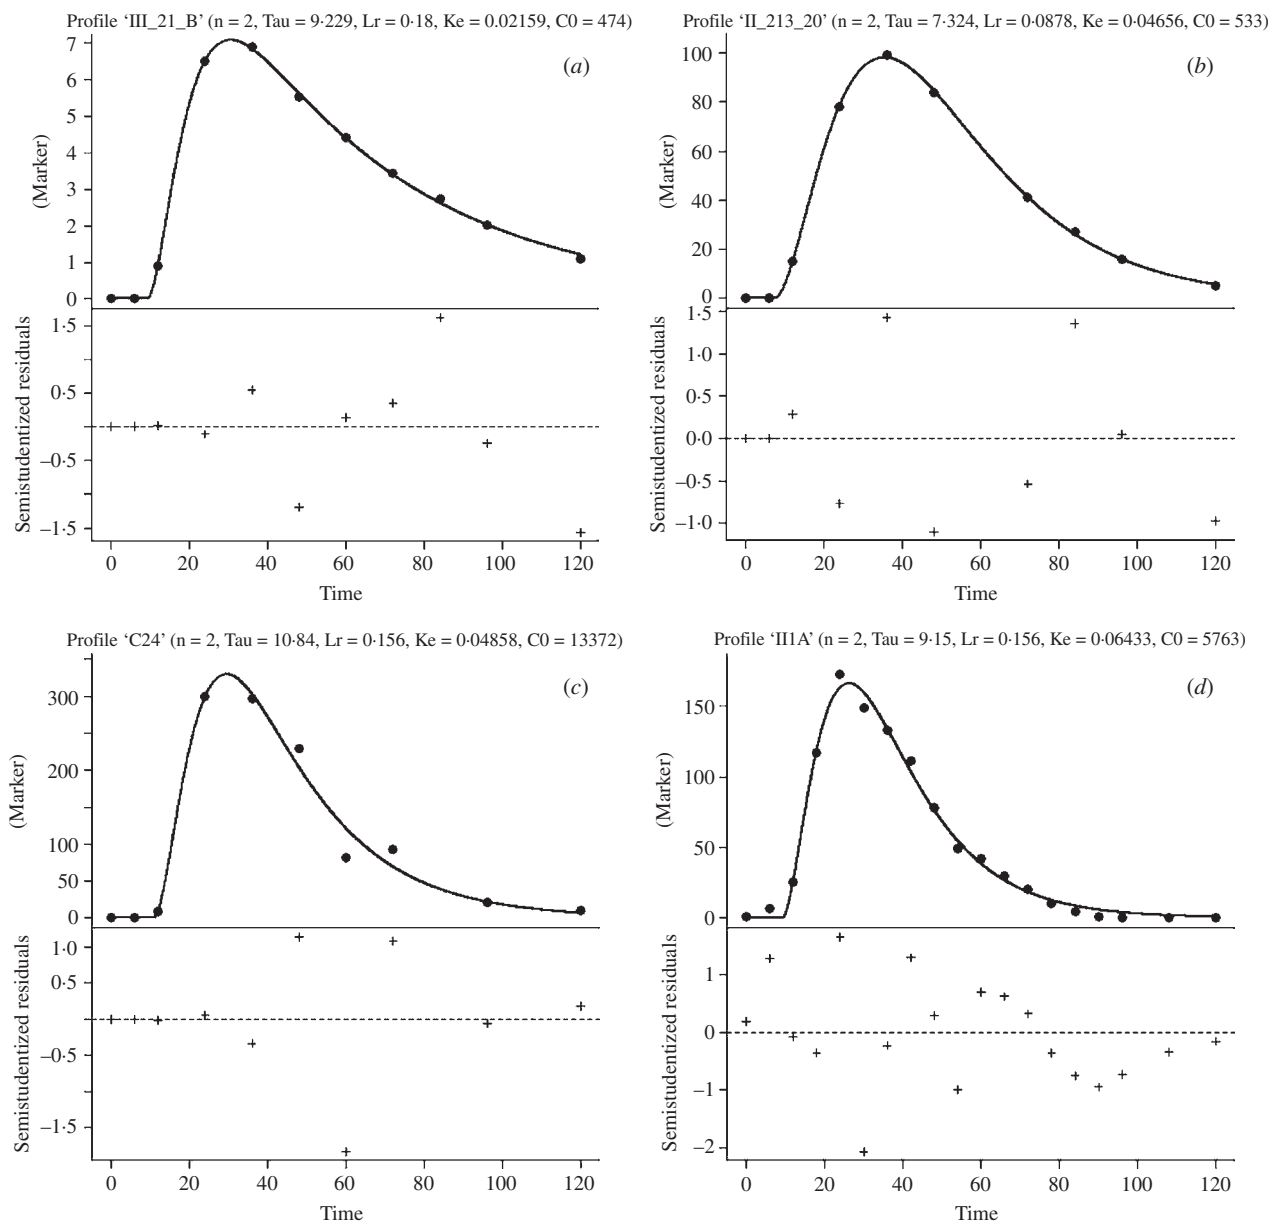 Profile 'III_21_B' (n = 2, Tau = 9·229, Lr = 0·18, Ke = 0.02159, C0 = 474)
(a)
(Marker)
7
6
5
4
3
2
1
0
Semistudentized residuals
1·5
0·5
–0·5
–1·5
0 20 40 60 80 100 120
Time
Profile 'II_213_20' (n = 2, Tau = 7·324, Lr = 0·0878, Ke = 0·04656, C0 = 533)
(b)
(Marker)
100
80
60
40
20
0
Semistudentized residuals
1·5
1·0
0·5
0·0
–0·5
–1·0
0 20 40 60 80 100 120
Time
Profile 'C24' (n = 2, Tau = 10·84, Lr = 0·156, Ke = 0·04858, C0 = 13372)
(c)
(Marker)
300
200
100
50
0
Semistudentized residuals
1·0
0·5
–0·5
–1·5
0 20 40 60 80 100 120
Time
Profile 'II1A' (n = 2, Tau = 9·15, Lr = 0·156, Ke = 0·06433, C0 = 5763)
(d)
(Marker)
150
100
50
0
Semistudentized residuals
1
0
–1
–2
0 20 40 60 80 100 120
Time